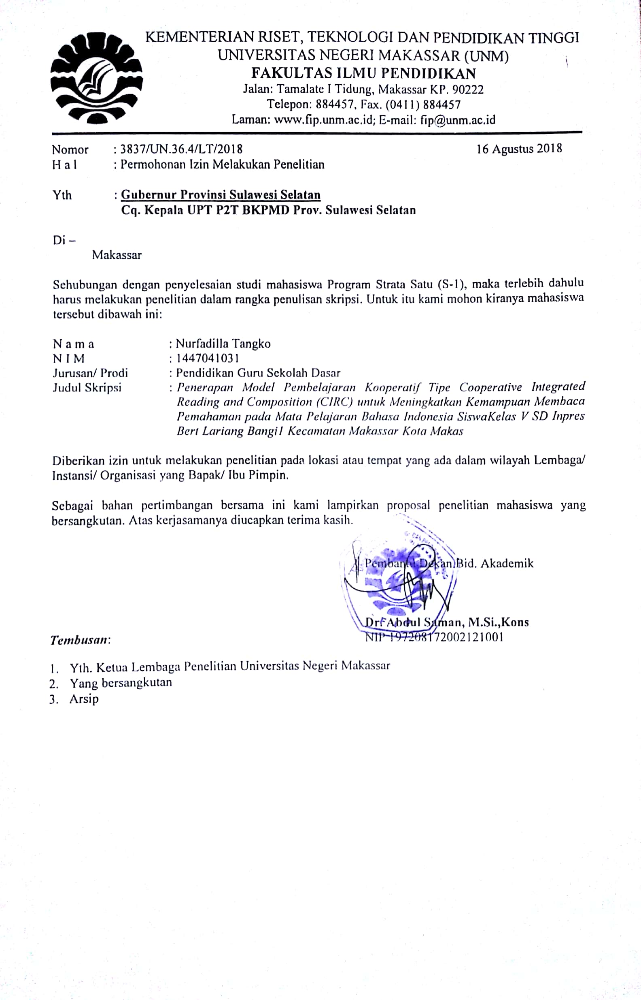 KEMENTERIAN RISET, TEKNOLOGI DAN PENDIDIKAN TINGGI
UNIVERSITAS NEGERI MAKASSAR (UNM)
FAKULTAS ILMU PENDIDIKAN
Jalan: Tamalate I Tidung, Makassar KP. 90222
Telepon: 884457, Fax. (0411) 884457
Laman: www.fip.unm.ac.id; E-mail: fip@unm.ac.id
Nomor : 3837/UN.36.4/LT/2018 16 Agustus 2018
H a l : Permohonan Izin Melakukan Penelitian
Yth : Gubernur Provinsi Sulawesi Selatan
Cq. Kepala UPT P2T BKPMD Prov. Sulawesi Selatan
Di –
Makassar
Sehubungan dengan penyelesaian studi mahasiswa Program Strata Satu (S-1), maka terlebih dahulu
harus melakukan penelitian dalam rangka penulisan skripsi. Untuk itu kami mohon kiranya mahasiswa
tersebut dibawah ini:
N a m a : Nurfadilla Tangko
N I M : 1447041031
Jurusan/ Prodi : Pendidikan Guru Sekolah Dasar
Judul Skripsi : Penerapan Model Pembelajaran Kooperatif Tipe Cooperative Integrated
Reading and Composition (CIRC) untuk Meningkatkan Kemampuan Membaca
Pemahaman pada Mata Pelajaran Bahasa Indonesia SiswaKelas V SD Inpres
Bert Lariang BangiI Kecamatan Makassar Kota Makas
Diberikan izin untuk melakukan penelitian pada lokasi atau tempat yang ada dalam wilayah Lembaga/
Instansi/ Organisasi yang Bapak/ Ibu Pimpin.
Sebagai bahan pertimbangan bersama ini kami lampirkan proposal penelitian mahasiswa yang
bersangkutan. Atas kerjasamanya diucapkan terima kasih.
Pembantu Dekan Bid. Akademik
Dr. Abdul Saman, M.Si.,Kons
NIP 197208172002121001
Tembusan:
1. Yth. Ketua Lembaga Penelitian Universitas Negeri Makassar
2. Yang bersangkutan
3. Arsip